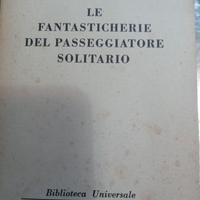 LE
FANTASTICHERIE
DEL PASSEGGIATORE
SOLITARIO
Biblioteca Universale